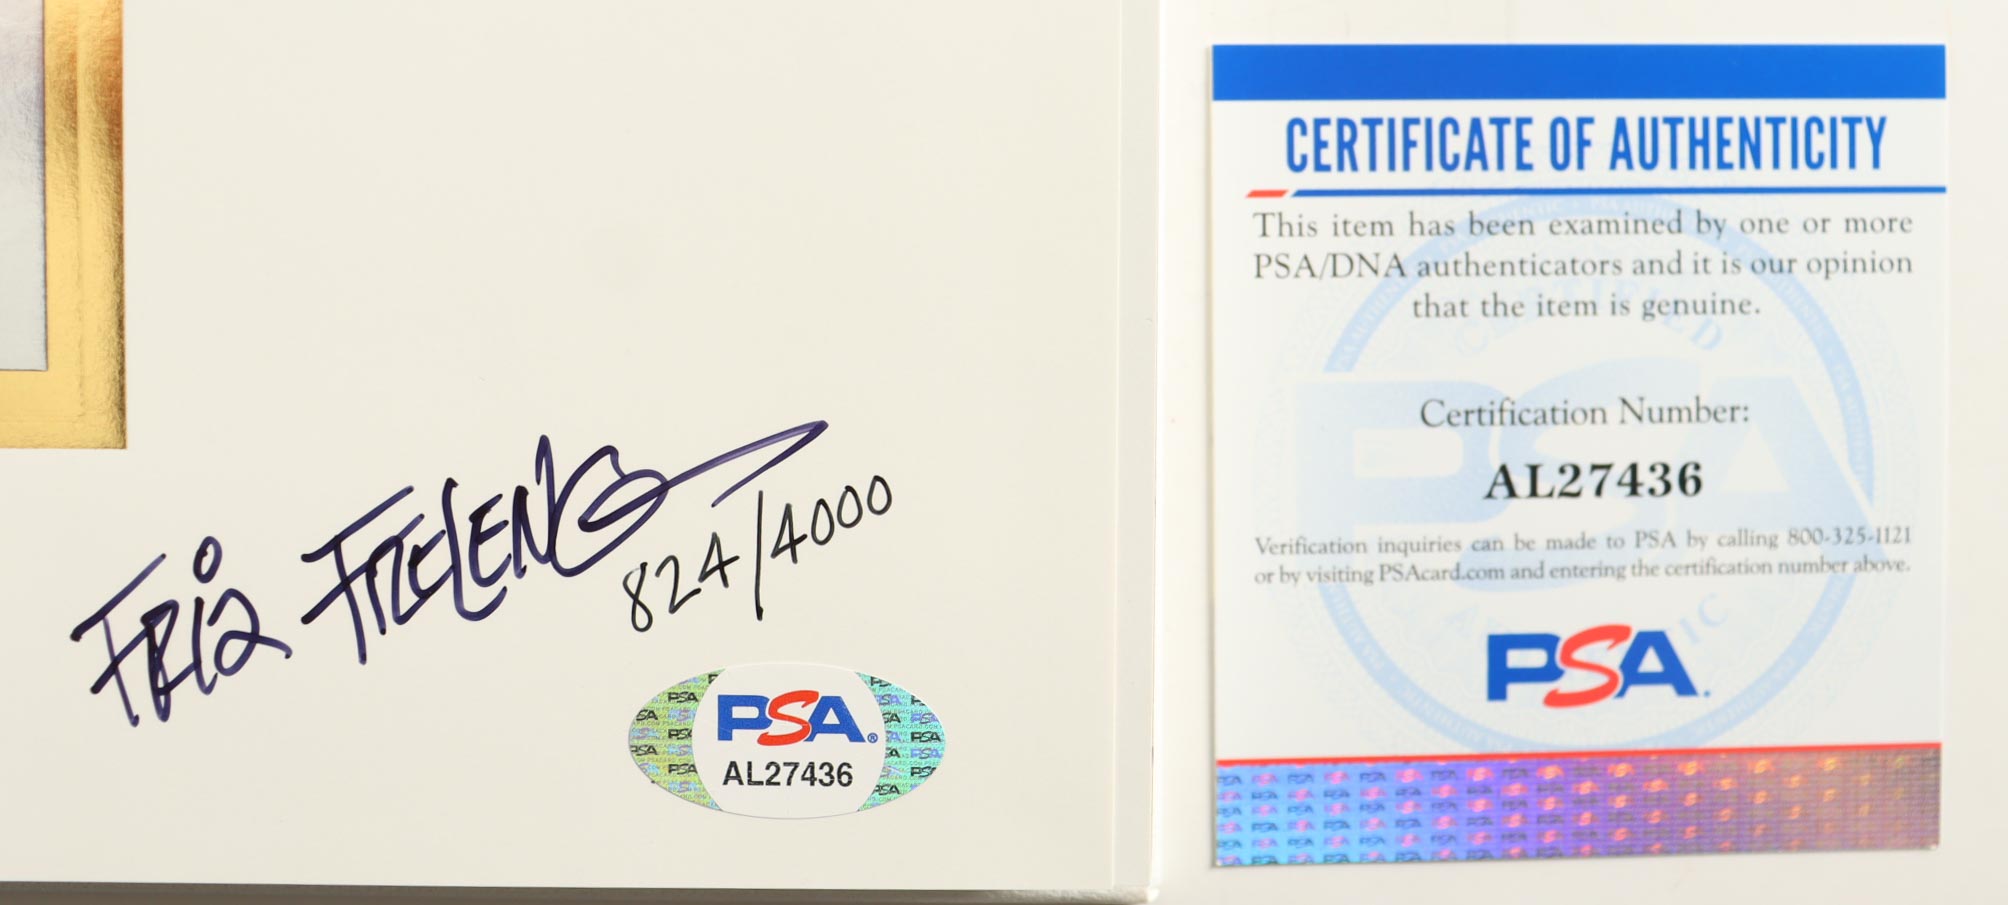 FRIZ FRELENG
824/4000
PSA®
AL27436
CERTIFICATE OF AUTHENTICITY
This item has been examined by one or more
PSA/DNA authenticators and it is our opinion
that the item is genuine.
Certification Number:
AL27436
Verification inquiries can be made to PSA by calling 800-325-1121
or by visiting PSAcard.com and entering the certification number above.
PSA.